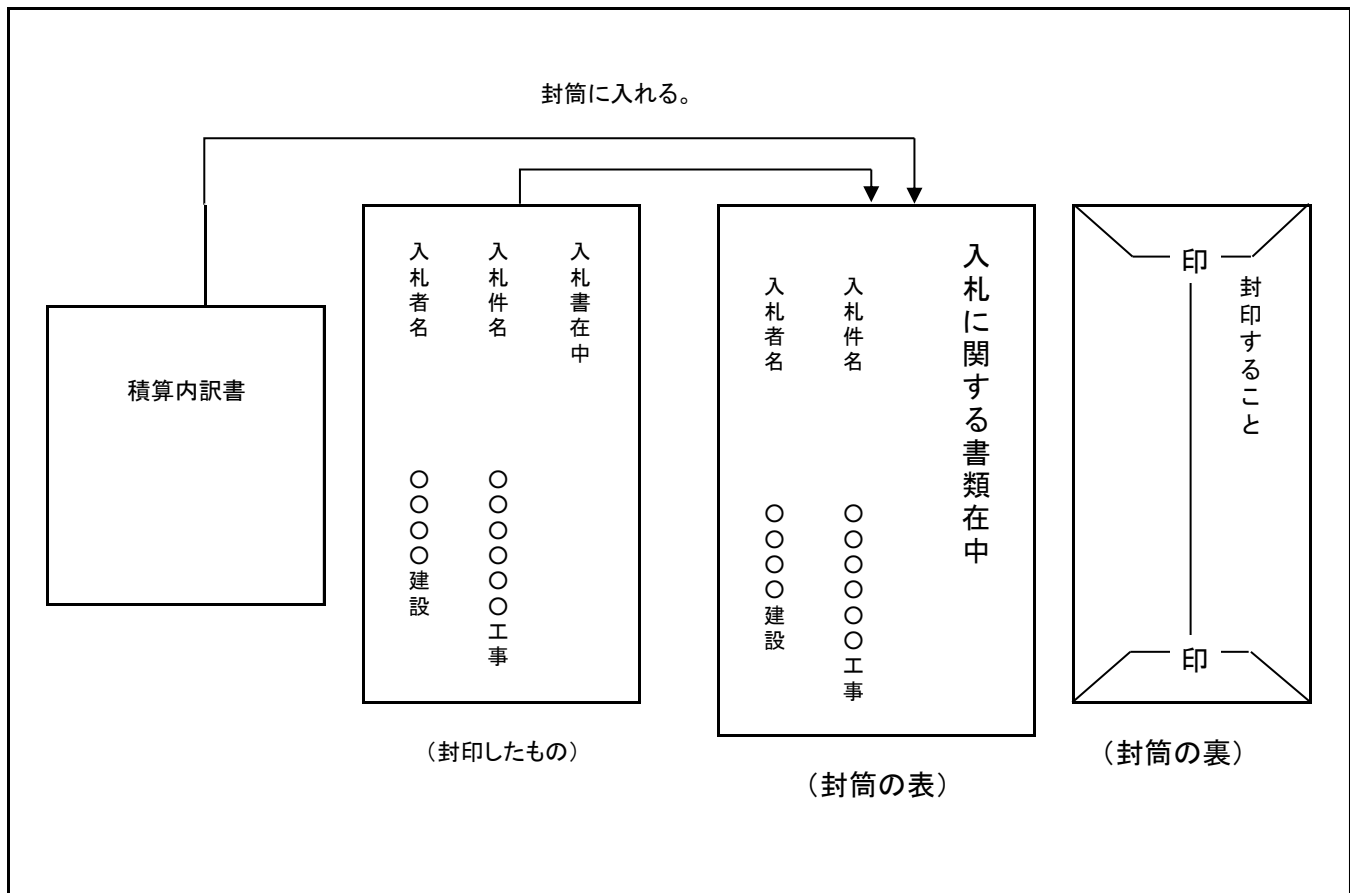 封筒に入れる。
積算内訳書
入札書在中
入札件名　〇〇〇〇〇〇工事
入札者名　〇〇〇〇建設
（封印したもの）
入札に関する書類在中
入札件名　〇〇〇〇〇〇工事
入札者名　〇〇〇〇建設
（封筒の表）
印
封印すること
印
（封筒の裏）